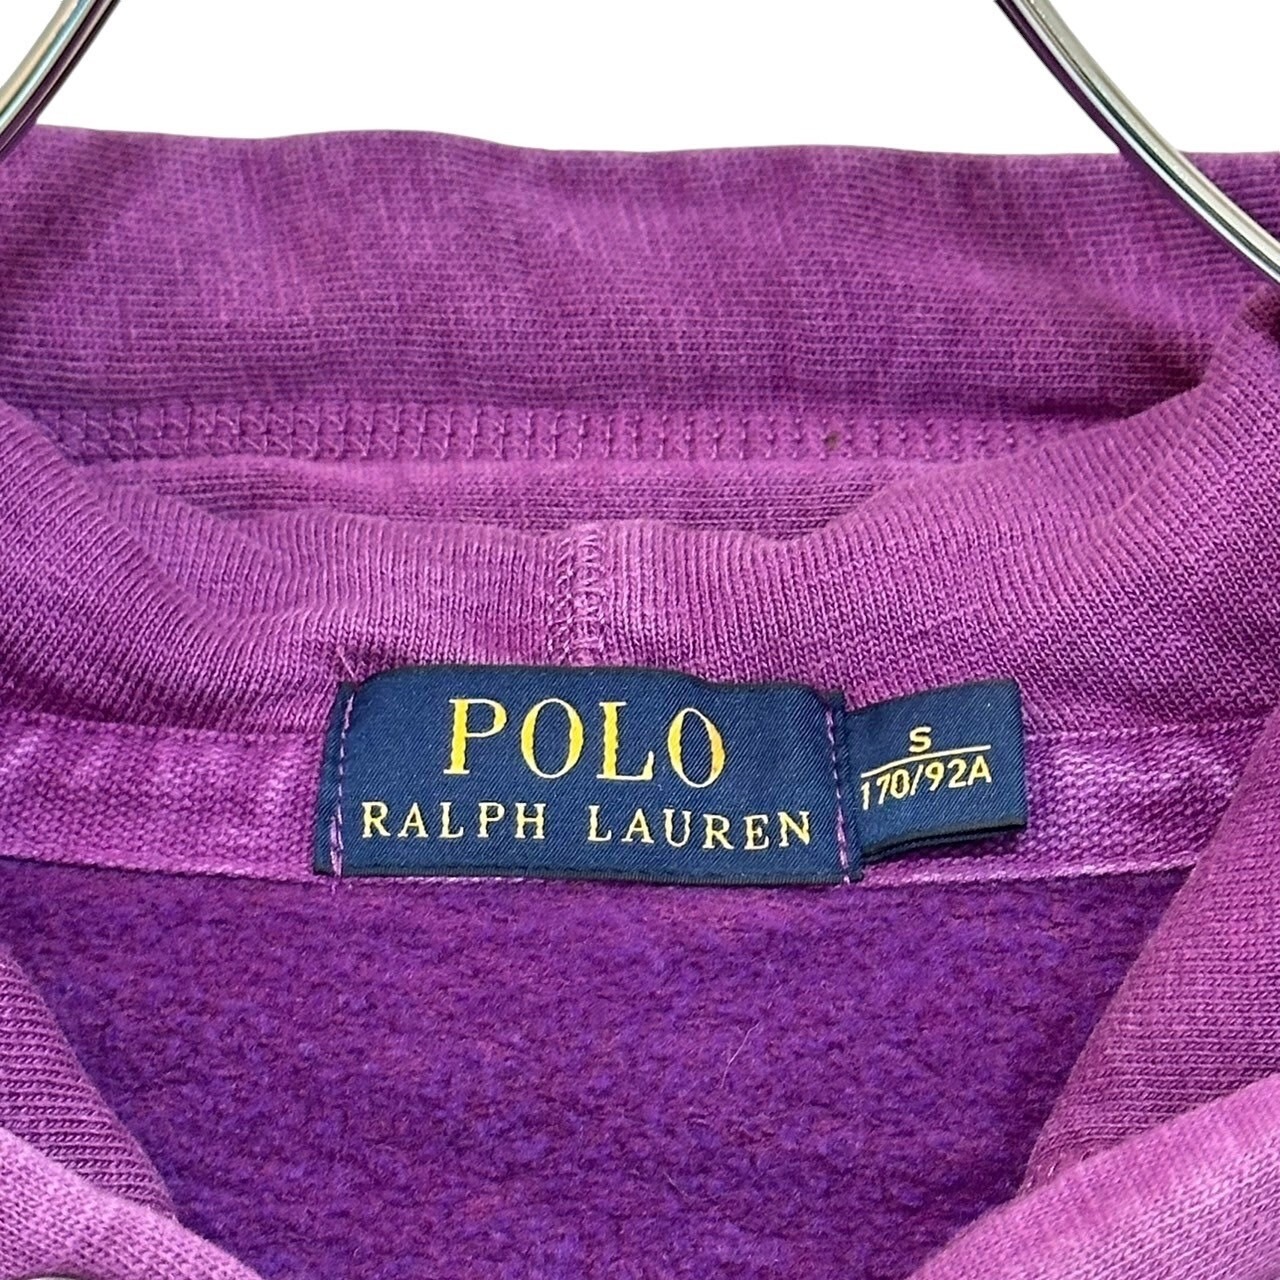 POLO
RALPH LAUREN
S
170/92A